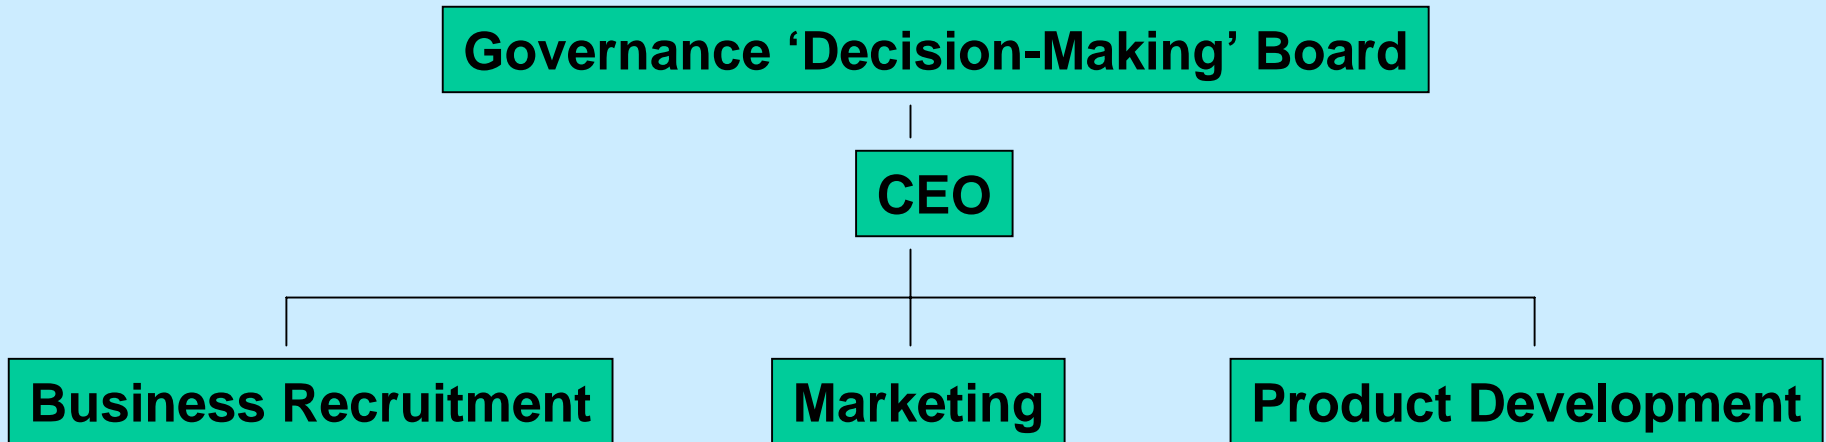 Governance ‘Decision-Making’ Board
CEO
Business Recruitment
Marketing
Product Development